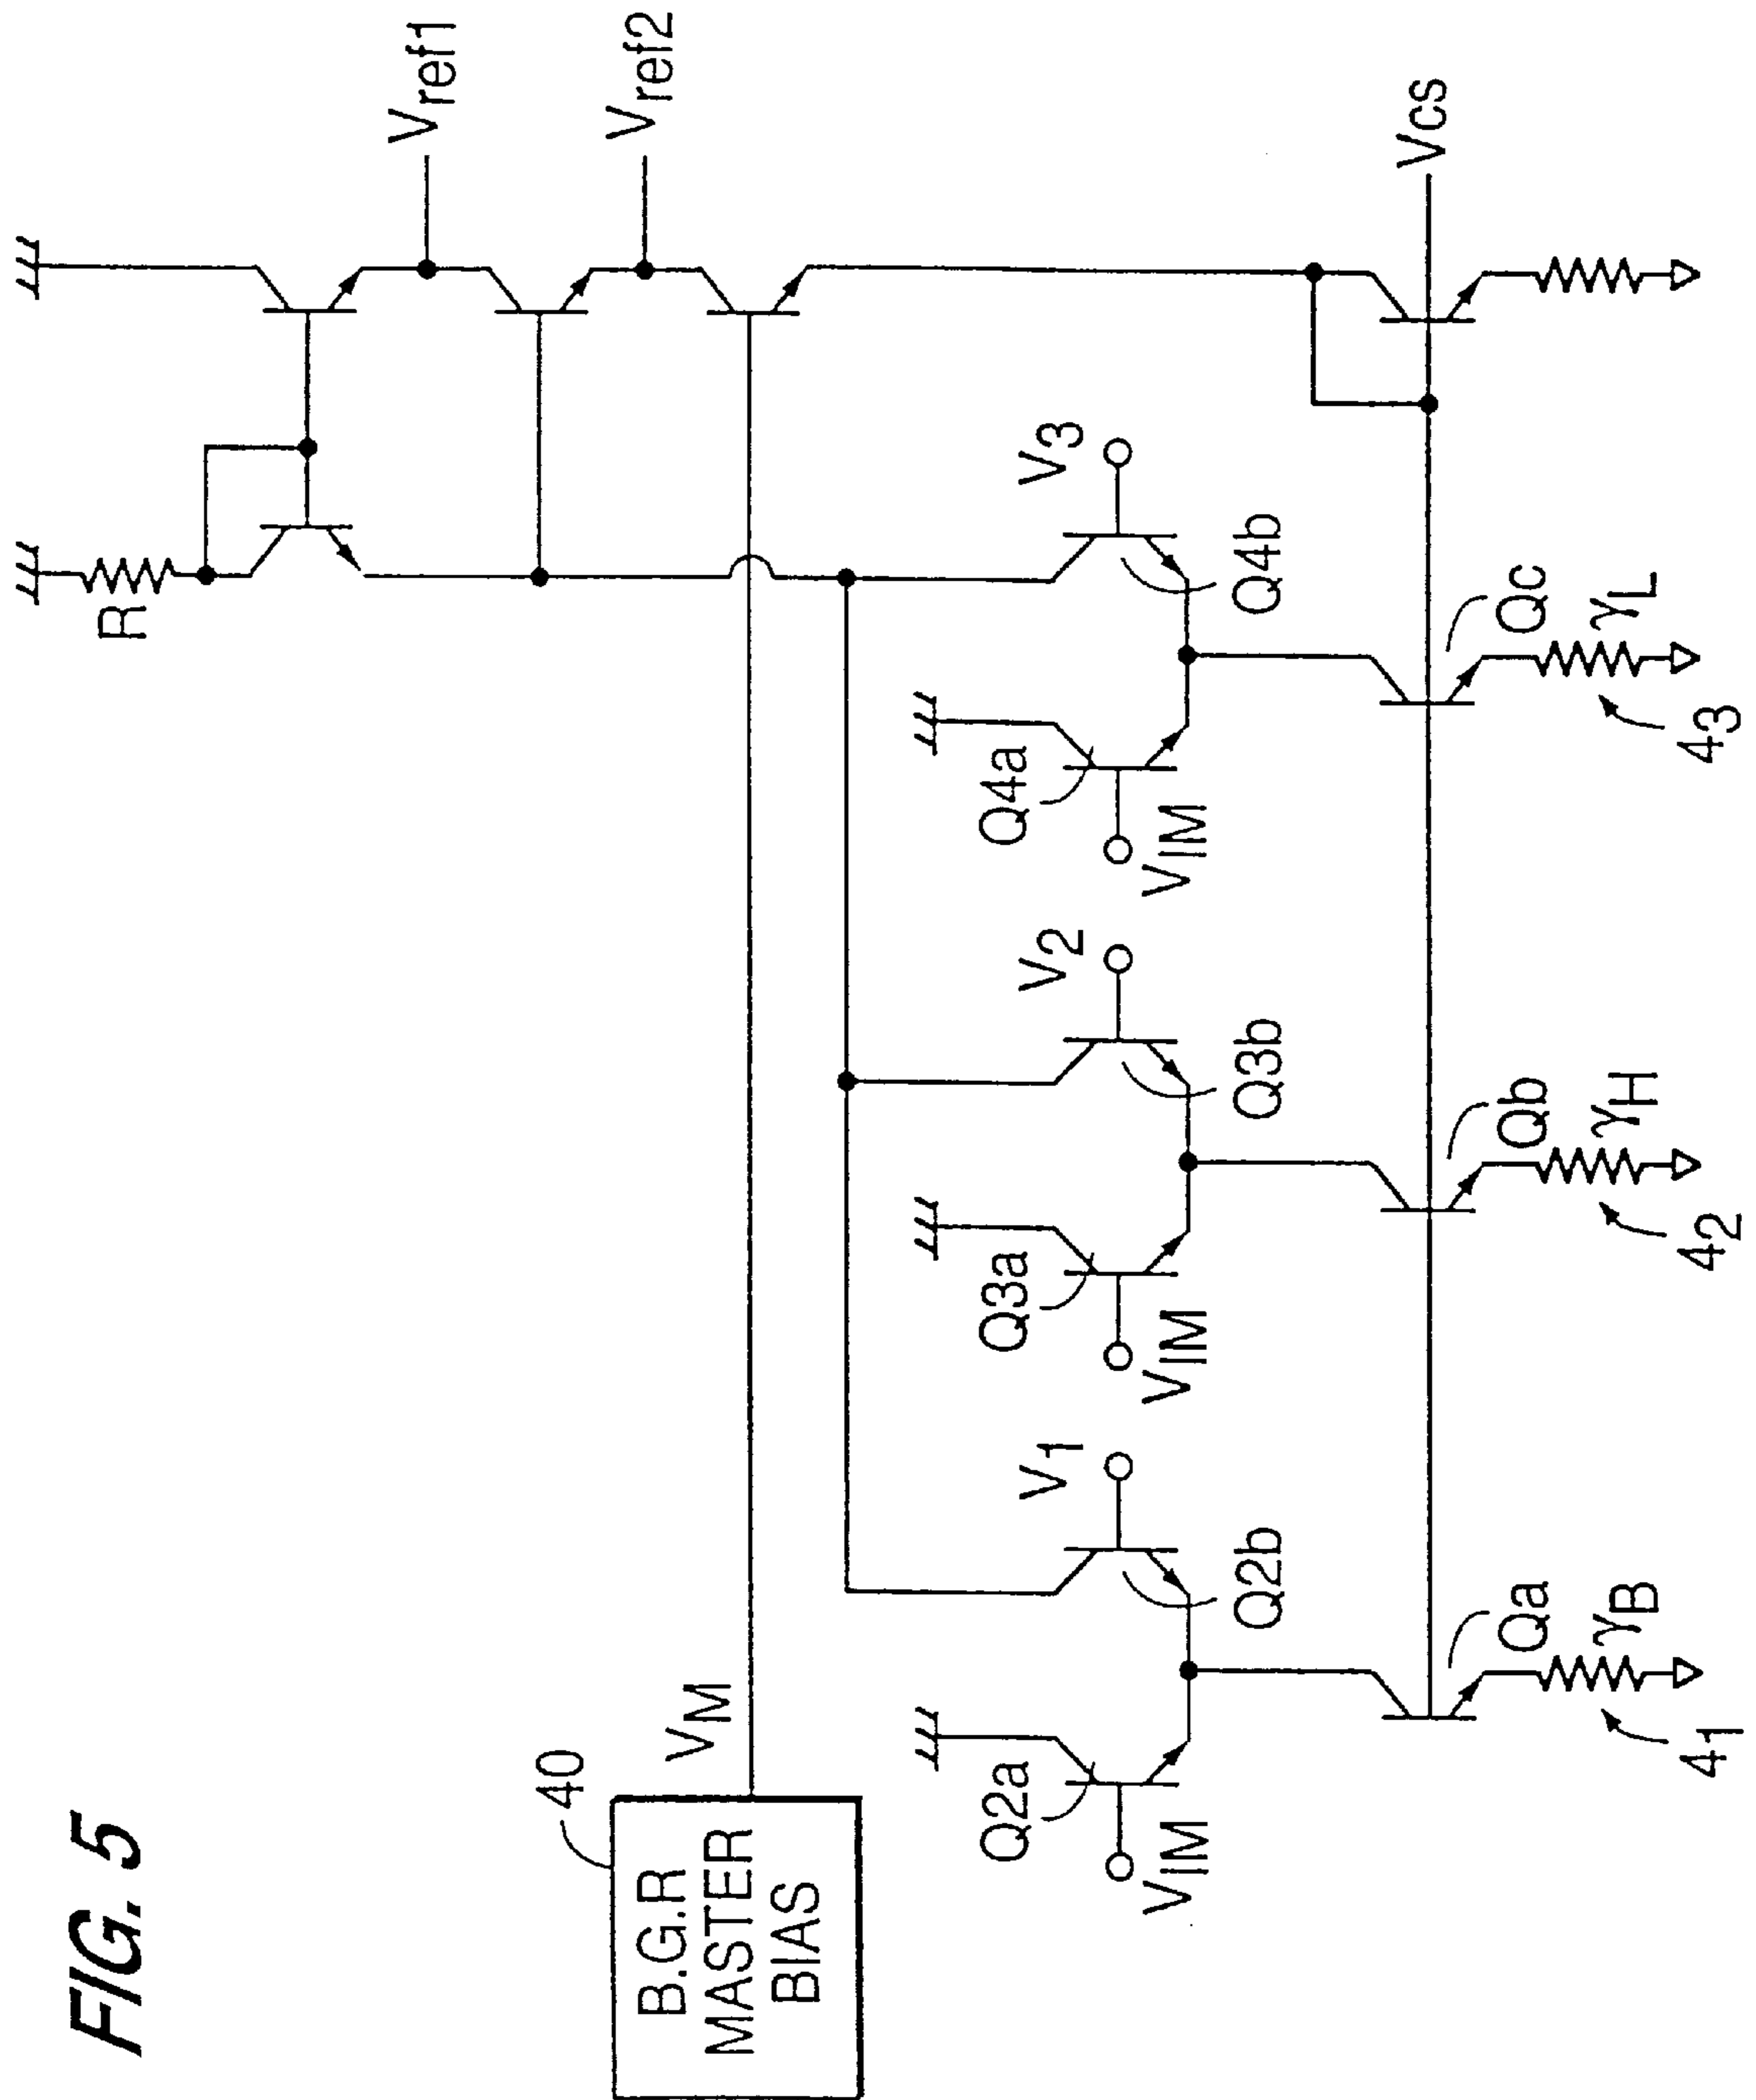 FIG. 5
B.G.R
MASTER
BIAS
40
VM
R
Vref1
Vref2
Vcs
Q2a
VIM
V1
Q2b
Qa
γB
41
Q3a
VIM
V2
Q3b
Qb
γH
42
Q4a
VIM
V3
Q4b
Qc
γL
43